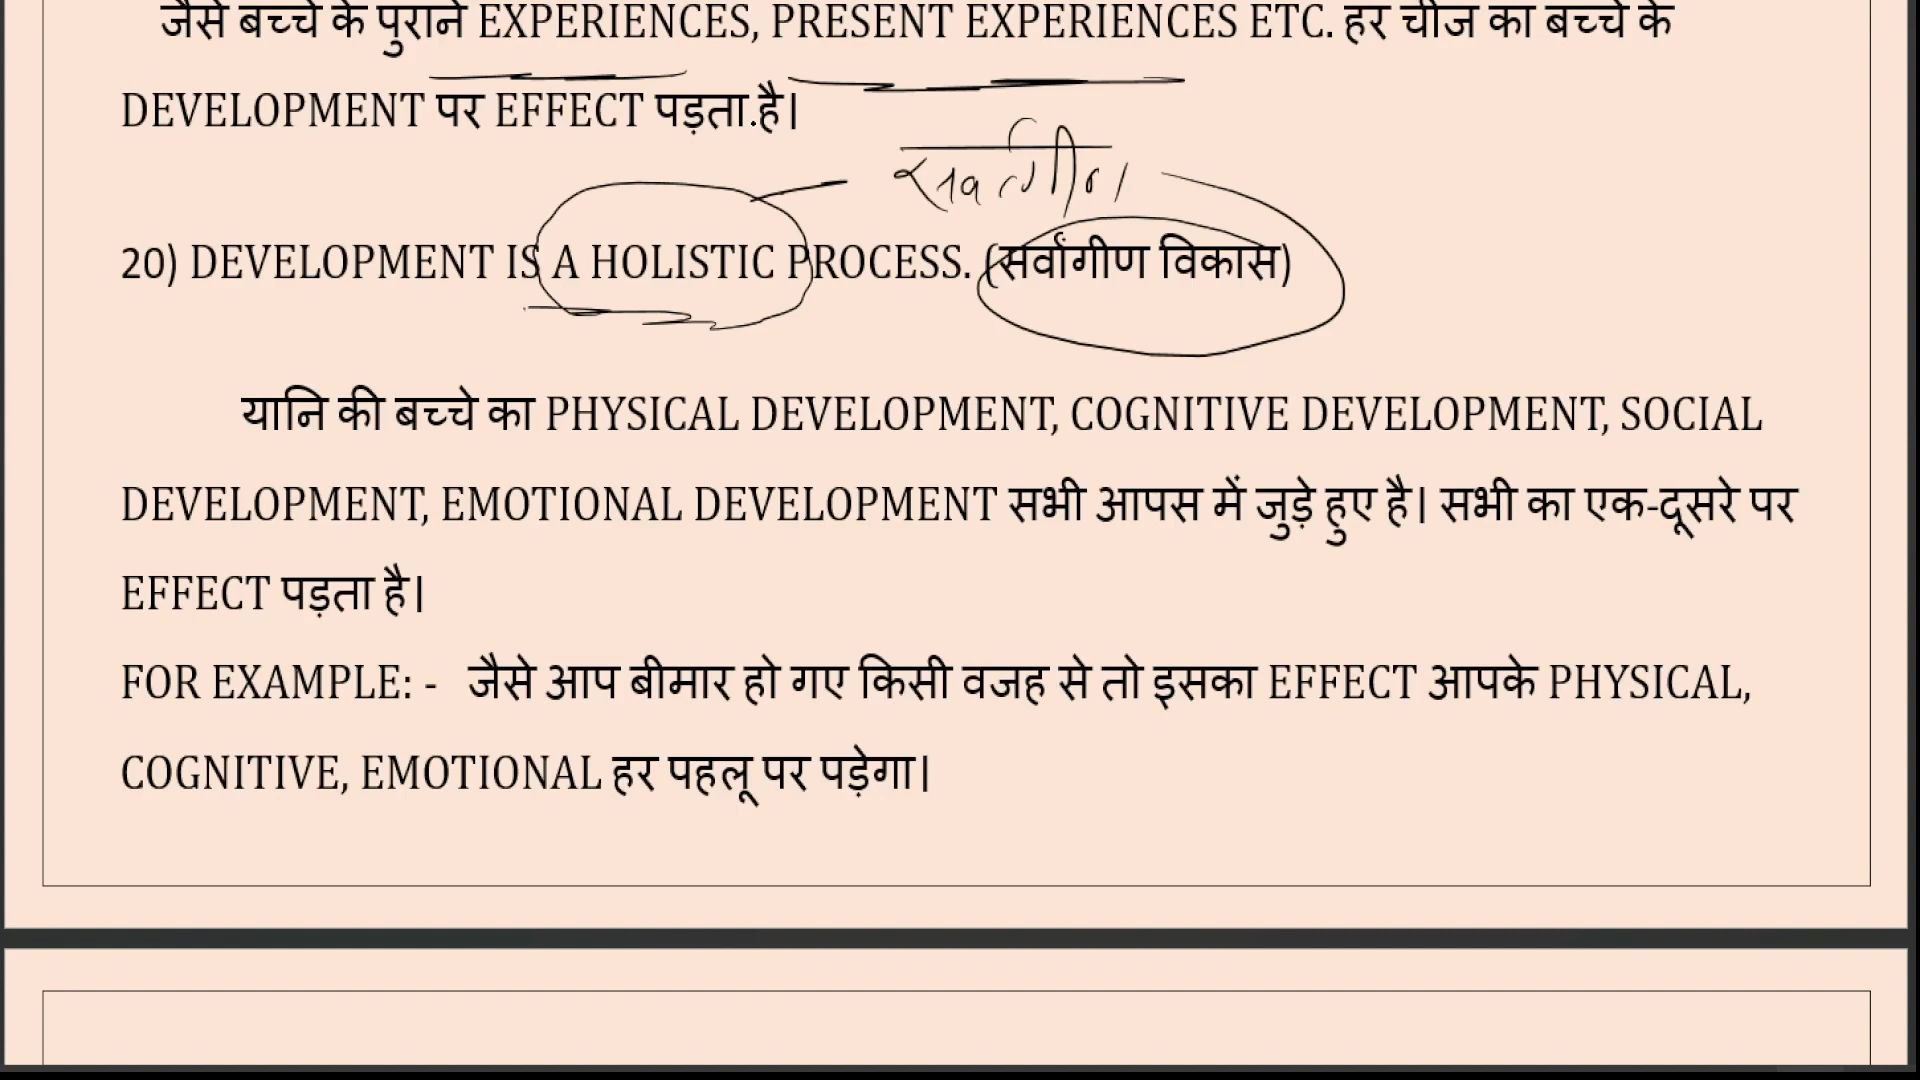 जैसे बच्चे के पुराने EXPERIENCES, PRESENT EXPERIENCES ETC. हर चीज का बच्चे के
DEVELOPMENT पर EFFECT पड़ता.है।
20) DEVELOPMENT IS A HOLISTIC PROCESS. (सर्वांगीण विकास)
यानि की बच्चे का PHYSICAL DEVELOPMENT, COGNITIVE DEVELOPMENT, SOCIAL
DEVELOPMENT, EMOTIONAL DEVELOPMENT सभी आपस में जुड़े हुए है। सभी का एक-दूसरे पर
EFFECT पड़ता है।
FOR EXAMPLE: - जैसे आप बीमार हो गए किसी वजह से तो इसका EFFECT आपके PHYSICAL,
COGNITIVE, EMOTIONAL हर पहलू पर पड़ेगा।